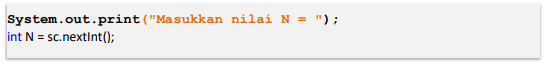 System.out.print("Masukkan nilai N = ");
int N = sc.nextInt();